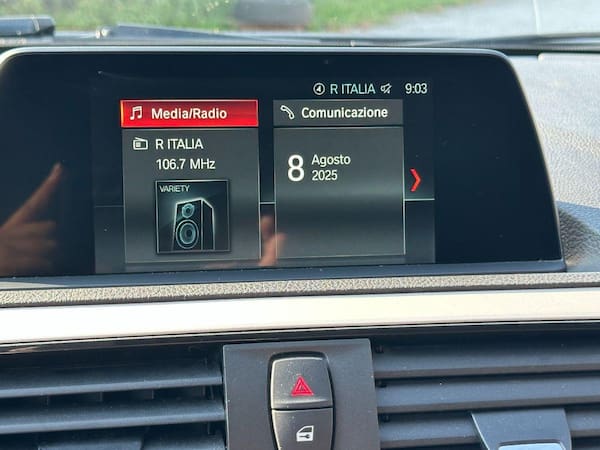 R ITALIA 9:03
Media/Radio
Comunicazione
R ITALIA
106.7 MHz
VARIETY
8 Agosto
2025